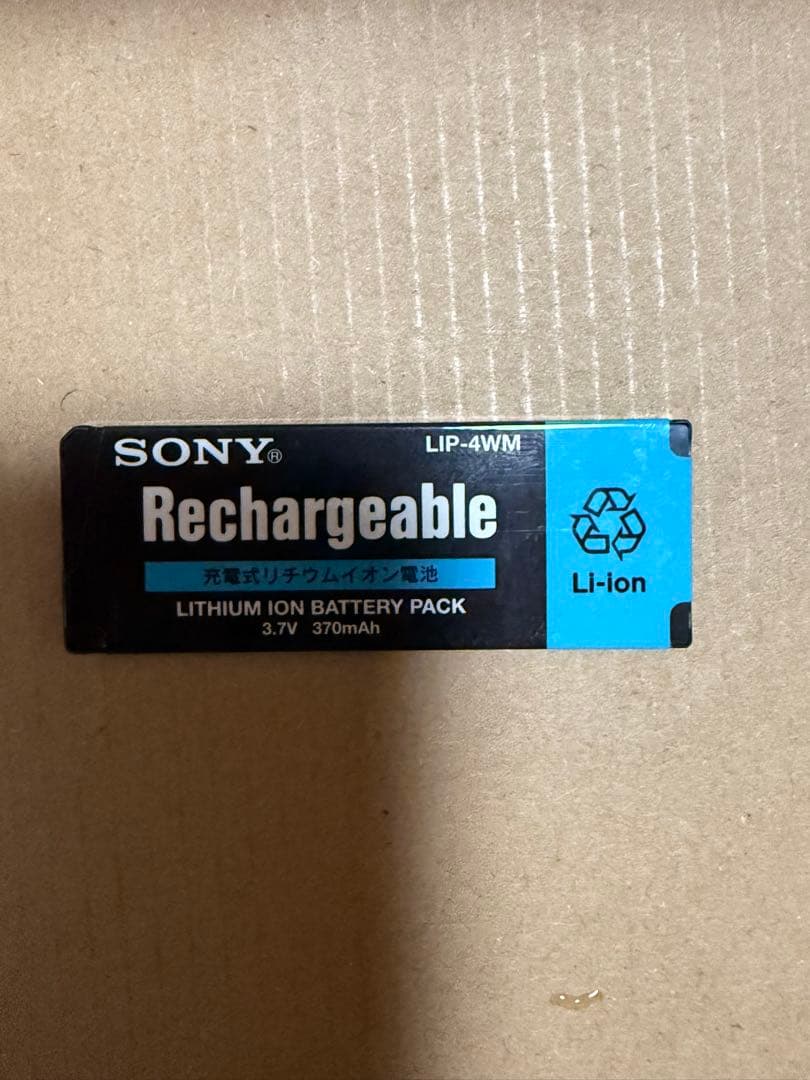 SONY® LIP-4WM
Rechargeable
充電式リチウムイオン電池
LITHIUM ION BATTERY PACK
3.7V 370mAh
Li-ion